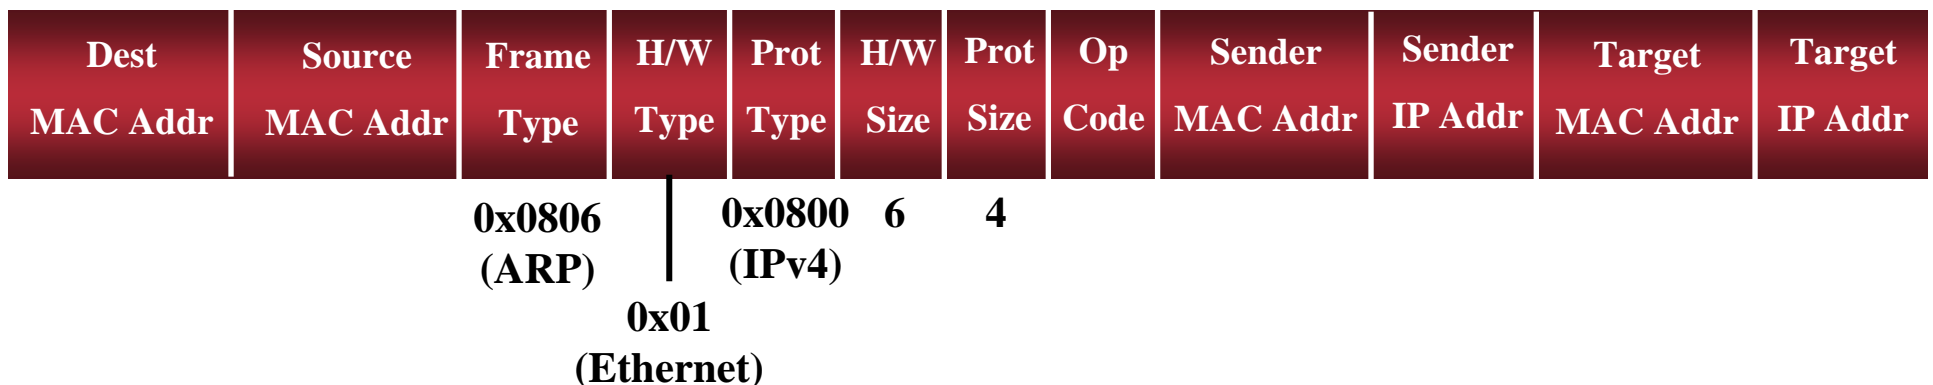 Dest
MAC Addr
Source
MAC Addr
Frame
Type
H/W
Type
Prot
Type
H/W
Size
Prot
Size
Op
Code
Sender
MAC Addr
Sender
IP Addr
Target
MAC Addr
Target
IP Addr
0x0806
(ARP)
0x01
(Ethernet)
0x0800
(IPv4)
6
4